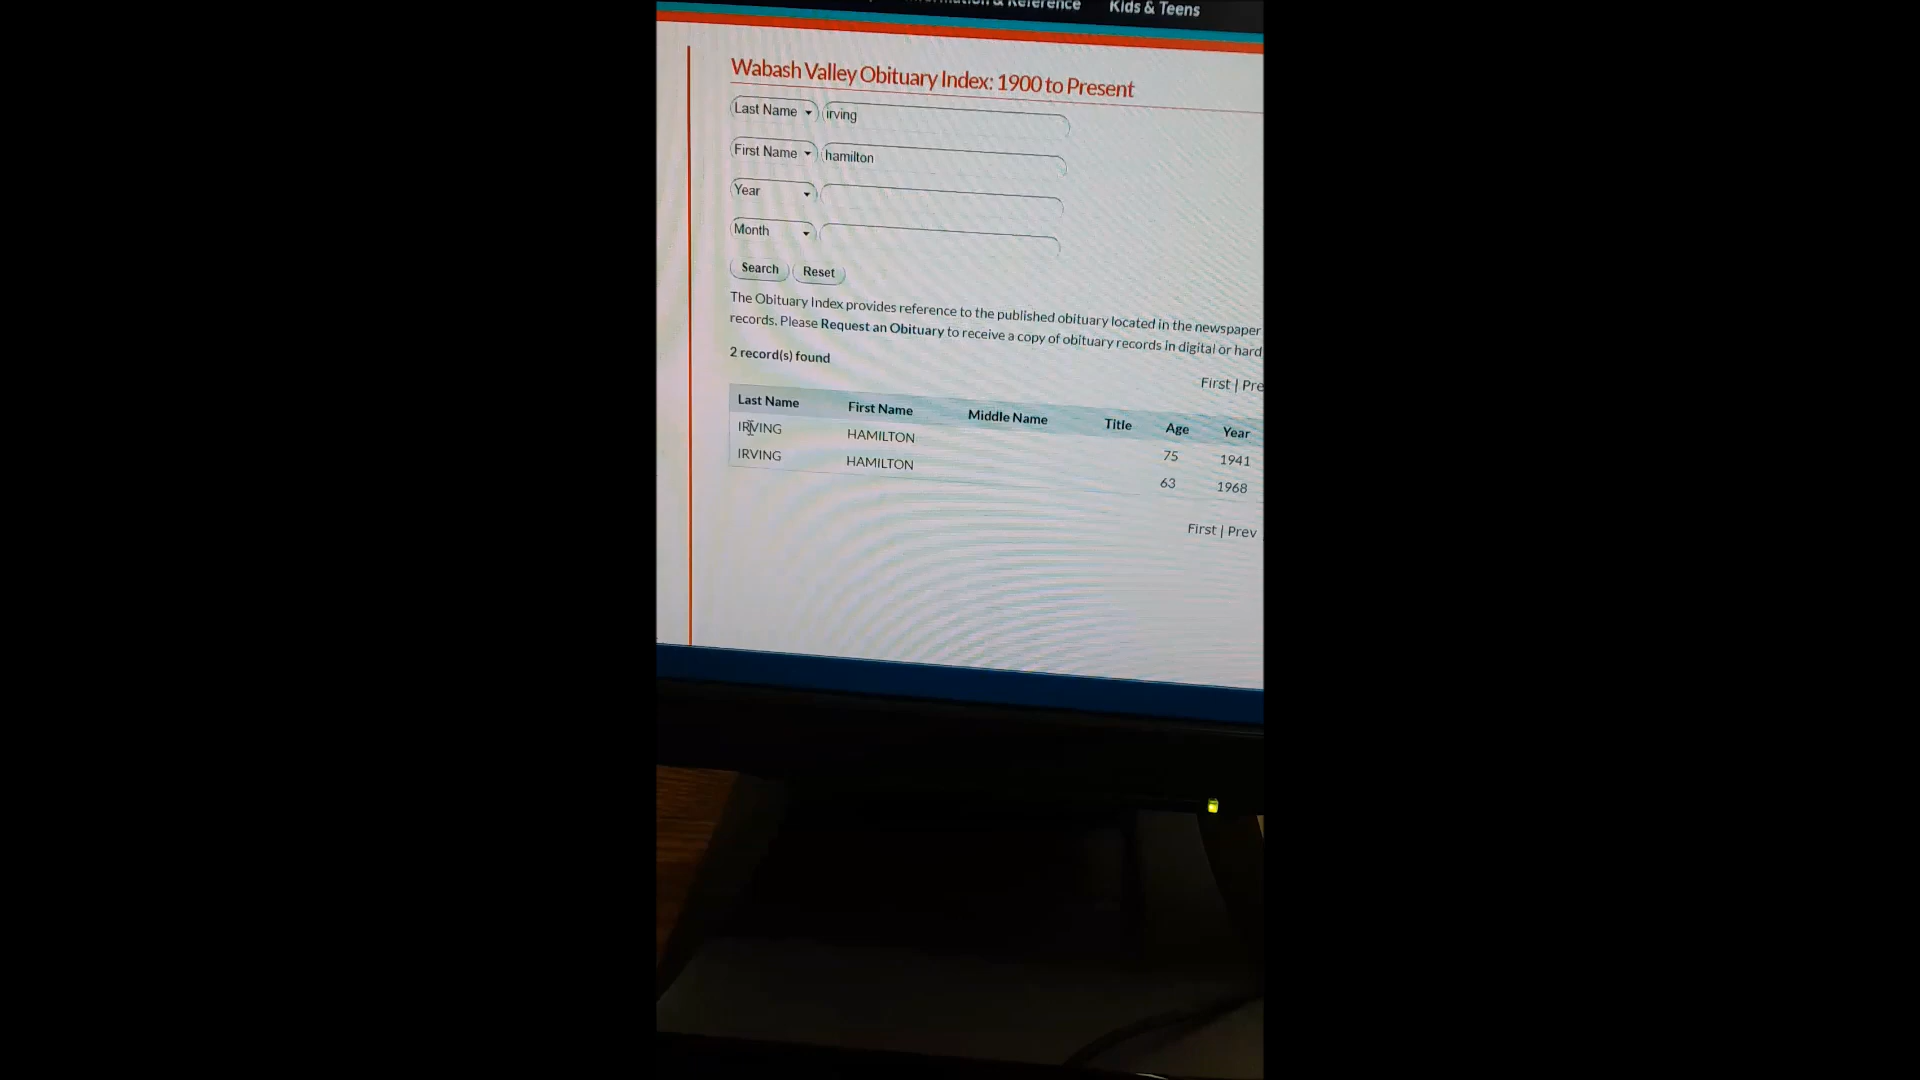 Information & Reference Kids & Teens
Wabash Valley Obituary Index: 1900 to Present
Last Name irving
First Name hamilton
Year
Month
Search Reset
The Obituary Index provides reference to the published obituary located in the newspaper
records. Please Request an Obituary to receive a copy of obituary records in digital or hard
2 record(s) found
First | Pre
Last Name First Name Middle Name Title Age Year
IRVING HAMILTON 75 1941
IRVING HAMILTON 63 1968
First | Prev